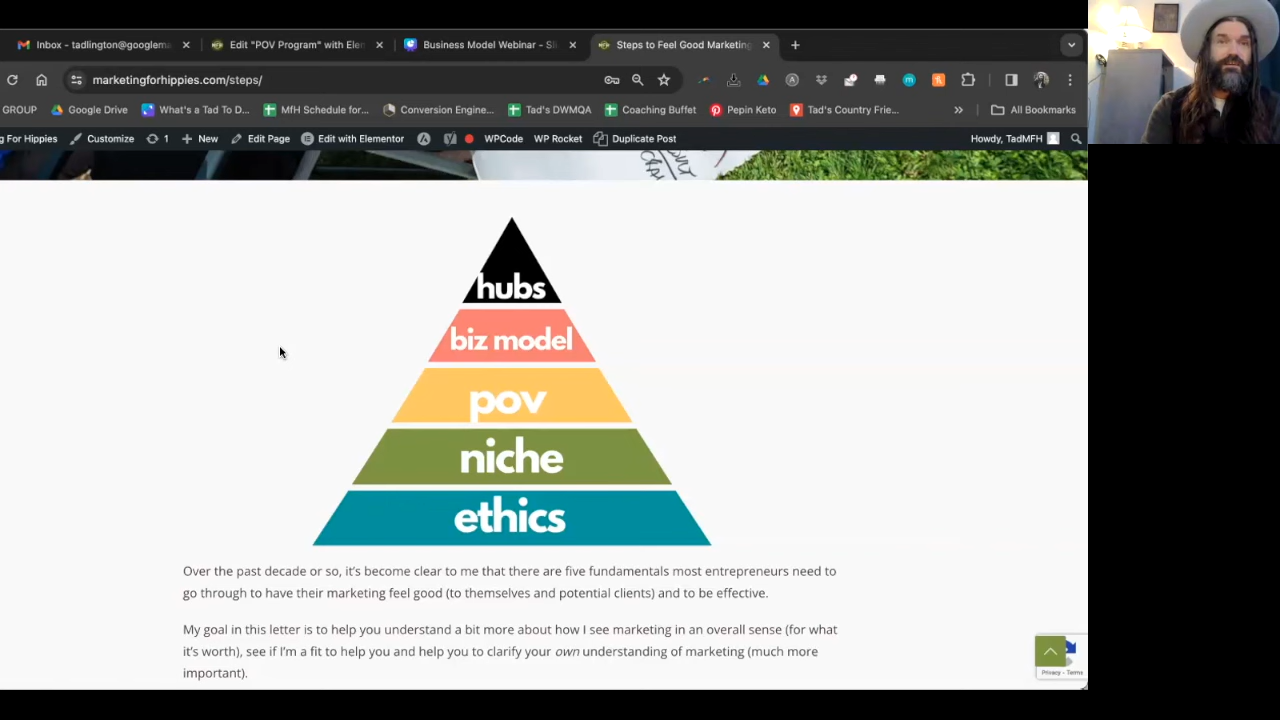 Inbox - tadlington@googlema
Edit "POV Program" with Elen
Business Model Webinar - Sli
Steps to Feel Good Marketing
marketingforhippies.com/steps/
GROUP
Google Drive
What's a Tad To D...
MfH Schedule for...
Conversion Engine...
Tad's DWMQA
Coaching Buffet
Pepin Keto
Tad's Country Frie...
All Bookmarks
g For Hippies
Customize
1
New
Edit Page
Edit with Elementor
WPCode
WP Rocket
Duplicate Post
Howdy, TadMFH
hubs
biz model
pov
niche
ethics
Over the past decade or so, it's become clear to me that there are five fundamentals most entrepreneurs need to
go through to have their marketing feel good (to themselves and potential clients) and to be effective.
My goal in this letter is to help you understand a bit more about how I see marketing in an overall sense (for what
it's worth), see if I'm a fit to help you and help you to clarify your own understanding of marketing (much more
important).
Privacy - Terms